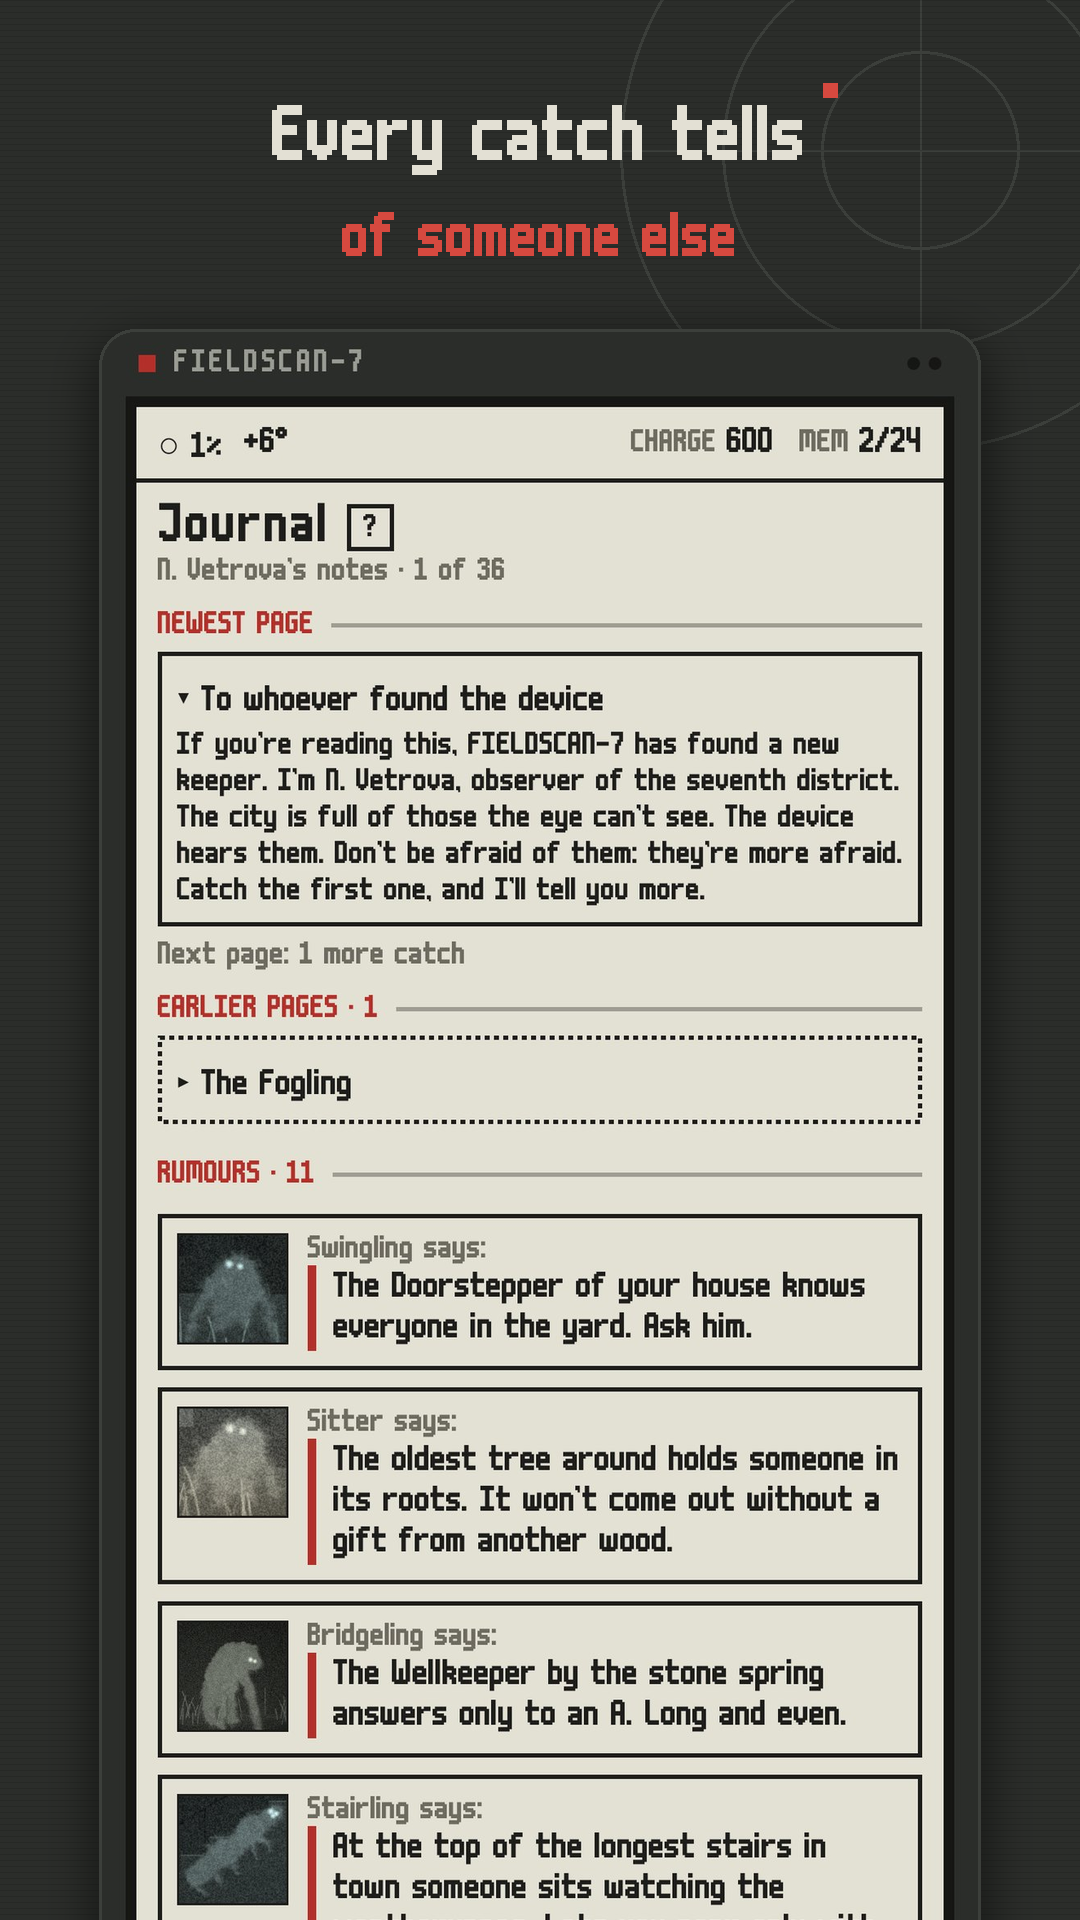 Every catch tells
of someone else
FIELDSCAN-7
○ 1% +6° CHARGE 600 MEM 2/24
Journal ?
N. Vetrova's notes · 1 of 36
NEWEST PAGE
▾ To whoever found the device
If you're reading this, FIELDSCAN-7 has found a new
keeper. I'm N. Vetrova, observer of the seventh district.
The city is full of those the eye can't see. The device
hears them. Don't be afraid of them: they're more afraid.
Catch the first one, and I'll tell you more.
Next page: 1 more catch
EARLIER PAGES · 1
▸ The Fogling
RUMOURS · 11
Swingling says:
The Doorstepper of your house knows
everyone in the yard. Ask him.
Sitter says:
The oldest tree around holds someone in
its roots. It won't come out without a
gift from another wood.
Bridgeling says:
The Wellkeeper by the stone spring
answers only to an A. Long and even.
Stairling says:
At the top of the longest stairs in
town someone sits watching the